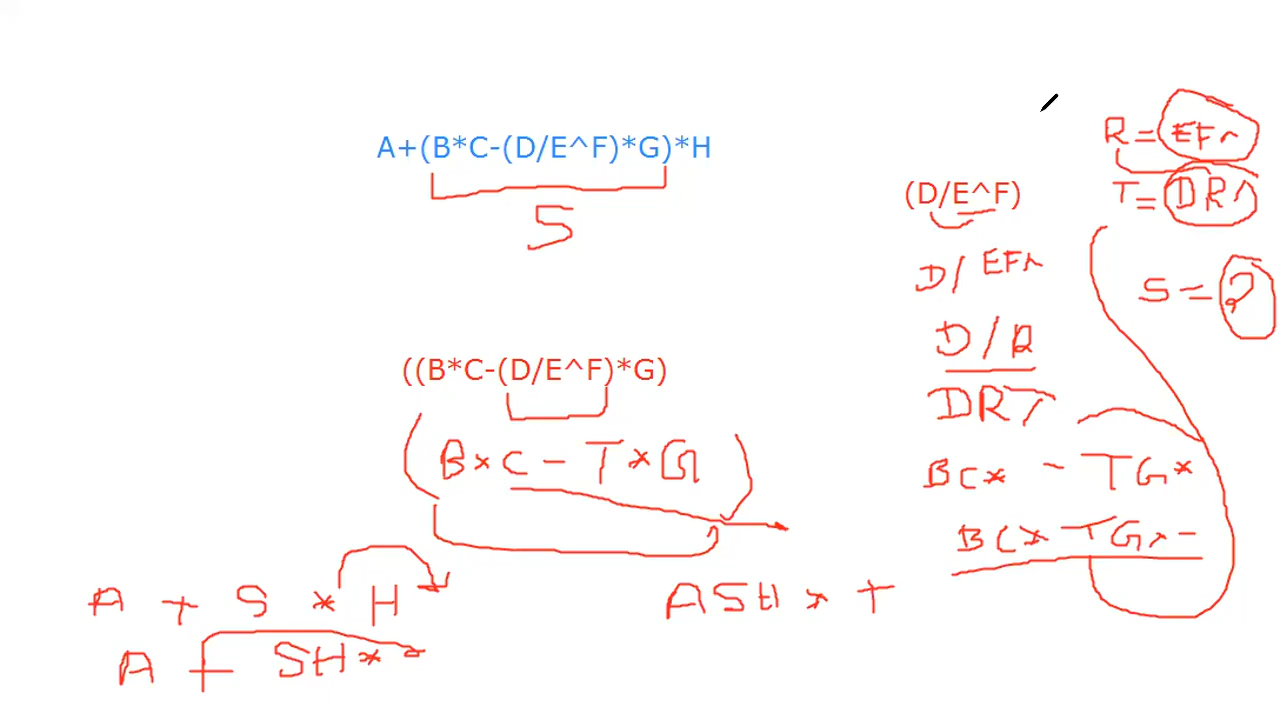 A+(B*C-(D/E^F)*G)*H
S
((B*C-(D/E^F)*G)
(B*C-T*G)
A + S * H
A + SH*
ASH*+
(D/E^F)
D/EF^
D/R
DR/
BC* - TG*
BC*TG*-
R=EF^
T=DR/
S=?